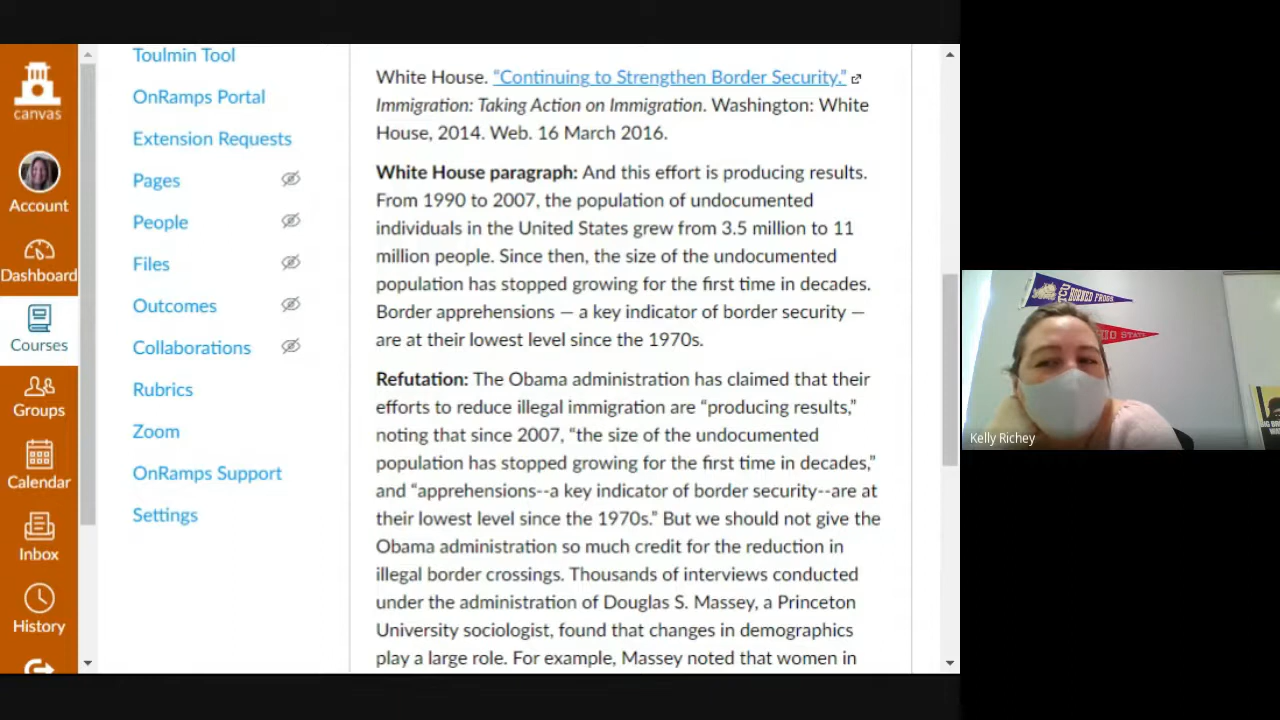 canvas
Account
Dashboard
Courses
Groups
Calendar
Inbox
History
Toulmin Tool
OnRamps Portal
Extension Requests
Pages
People
Files
Outcomes
Collaborations
Rubrics
Zoom
OnRamps Support
Settings
White House. “Continuing to Strengthen Border Security.”
Immigration: Taking Action on Immigration. Washington: White
House, 2014. Web. 16 March 2016.
White House paragraph: And this effort is producing results.
From 1990 to 2007, the population of undocumented
individuals in the United States grew from 3.5 million to 11
million people. Since then, the size of the undocumented
population has stopped growing for the first time in decades.
Border apprehensions — a key indicator of border security —
are at their lowest level since the 1970s.
Refutation: The Obama administration has claimed that their
efforts to reduce illegal immigration are “producing results,”
noting that since 2007, “the size of the undocumented
population has stopped growing for the first time in decades,”
and “apprehensions--a key indicator of border security--are at
their lowest level since the 1970s.” But we should not give the
Obama administration so much credit for the reduction in
illegal border crossings. Thousands of interviews conducted
under the administration of Douglas S. Massey, a Princeton
University sociologist, found that changes in demographics
play a large role. For example, Massey noted that women in
TCU
HORNED FROGS
STATE
Kelly Richey